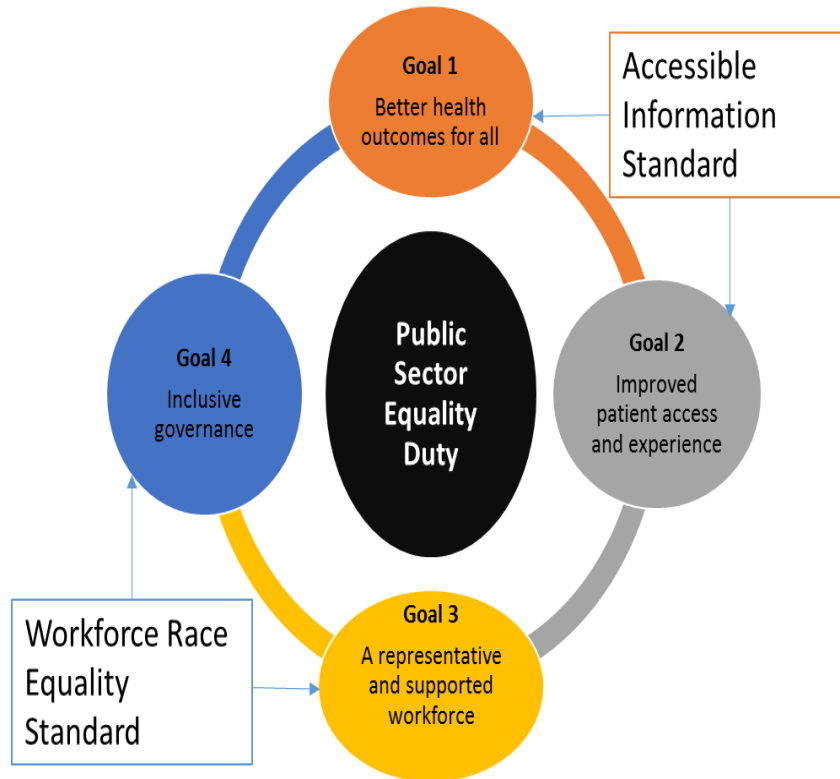 Goal 1
Better health
outcomes for all
Accessible
Information
Standard
Public
Sector
Equality
Duty
Goal 2
Improved
patient access
and experience
Goal 4
Inclusive
governance
Goal 3
A representative
and supported
workforce
Workforce Race
Equality
Standard